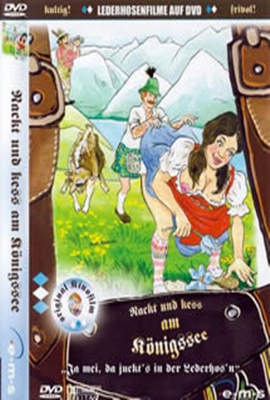 DVD
kultig!
LEDERHOSENFILME AUF DVD
frivol!
Nackt und kess am Königssee
e-m-s
Original Kinofilm
Nackt und kess
am
Königssee
„Ja mei, da juckt's in der Lederhos'n“
DVD
e-m-s